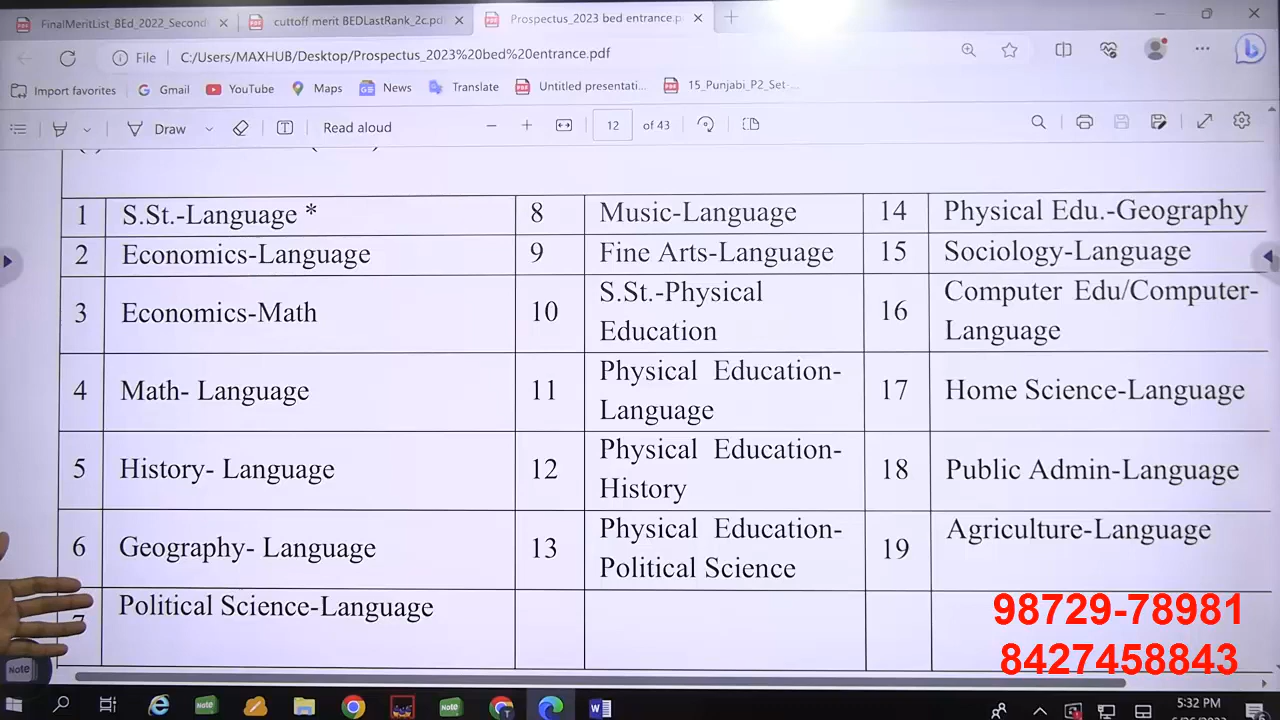 FinalMeritList_BEd_2022_Second
cuttoff merit BEDLastRank_2c.pd
Prospectus_2023 bed entrance.p
File C:/Users/MAXHUB/Desktop/Prospectus_2023%20bed%20entrance.pdf
Import favorites Gmail YouTube Maps News Translate Untitled presentati... 15_Punjabi_P2_Set-...
Draw Read aloud 12 of 43
1 S.St.-Language * 8 Music-Language 14 Physical Edu.-Geography
2 Economics-Language 9 Fine Arts-Language 15 Sociology-Language
3 Economics-Math 10 S.St.-Physical
Education 16 Computer Edu/Computer-
Language
4 Math- Language 11 Physical Education-
Language 17 Home Science-Language
5 History- Language 12 Physical Education-
History 18 Public Admin-Language
6 Geography- Language 13 Physical Education-
Political Science 19 Agriculture-Language
7 Political Science-Language
98729-78981
8427458843
Note
5:32 PM